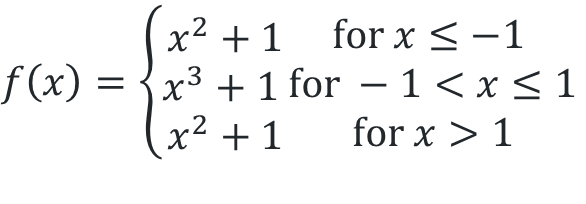 f(x) = { x² + 1 for x ≤ −1
x³ + 1 for − 1 < x ≤ 1
x² + 1 for x > 1